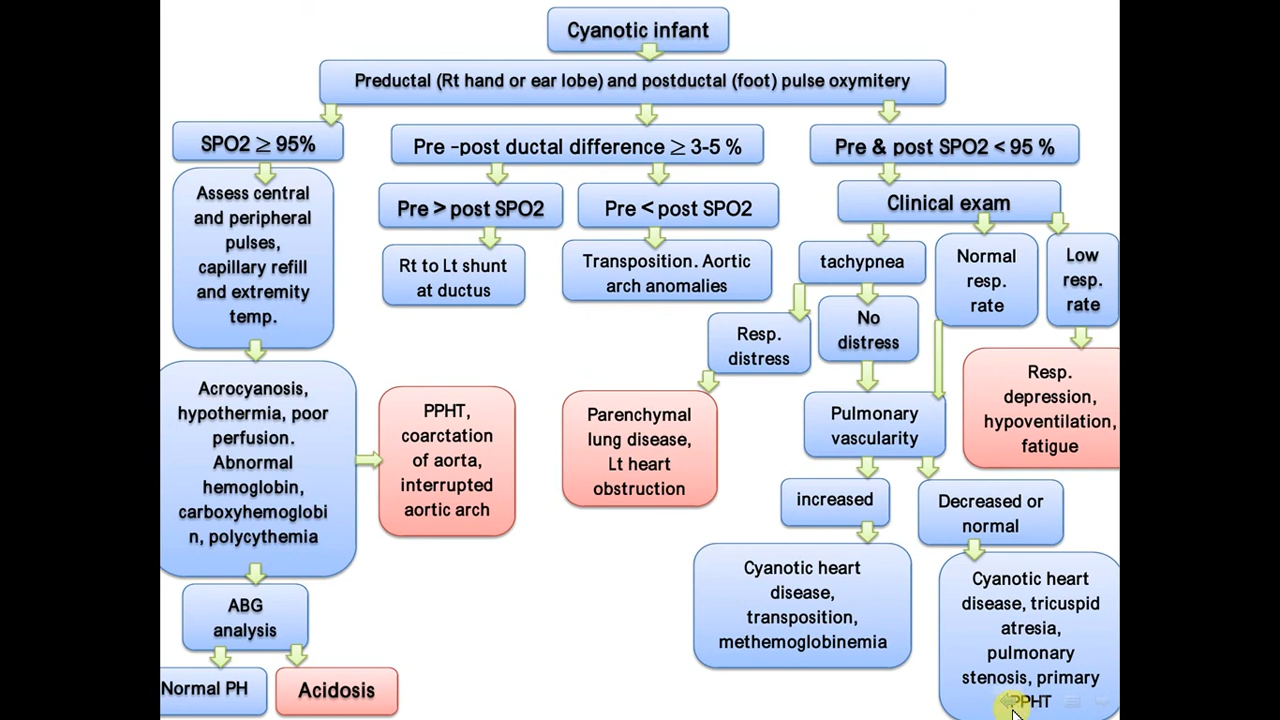 Cyanotic infant
Preductal (Rt hand or ear lobe) and postductal (foot) pulse oxymitery
SPO2 ≥ 95%
Assess central
and peripheral
pulses,
capillary refill
and extremity
temp.
Acrocyanosis,
hypothermia, poor
perfusion.
Abnormal
hemoglobin,
carboxyhemoglobi
n, polycythemia
PPHT,
coarctation
of aorta,
interrupted
aortic arch
ABG
analysis
Normal PH
Acidosis
Pre -post ductal difference ≥ 3-5 %
Pre > post SPO2
Rt to Lt shunt
at ductus
Pre < post SPO2
Transposition. Aortic
arch anomalies
Pre & post SPO2 < 95 %
Clinical exam
tachypnea
Resp.
distress
Parenchymal
lung disease,
Lt heart
obstruction
No
distress
Normal
resp.
rate
Low
resp.
rate
Resp.
depression,
hypoventilation,
fatigue
Pulmonary
vascularity
increased
Cyanotic heart
disease,
transposition,
methemoglobinemia
Decreased or
normal
Cyanotic heart
disease, tricuspid
atresia,
pulmonary
stenosis, primary
PPHT